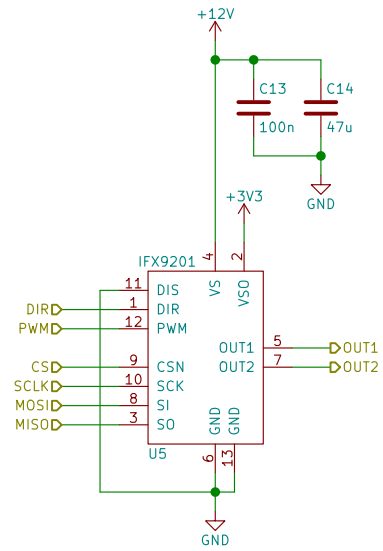 +12V
C13
100n
C14
47u
GND
+3V3
IFX9201
4
2
VS
VSO
11
DIS
DIR
1
DIR
PWM
12
PWM
OUT1
5
OUT1
CS
9
CSN
OUT2
7
OUT2
SCLK
10
SCK
MOSI
8
SI
MISO
3
SO
GND
GND
U5
6
13
GND